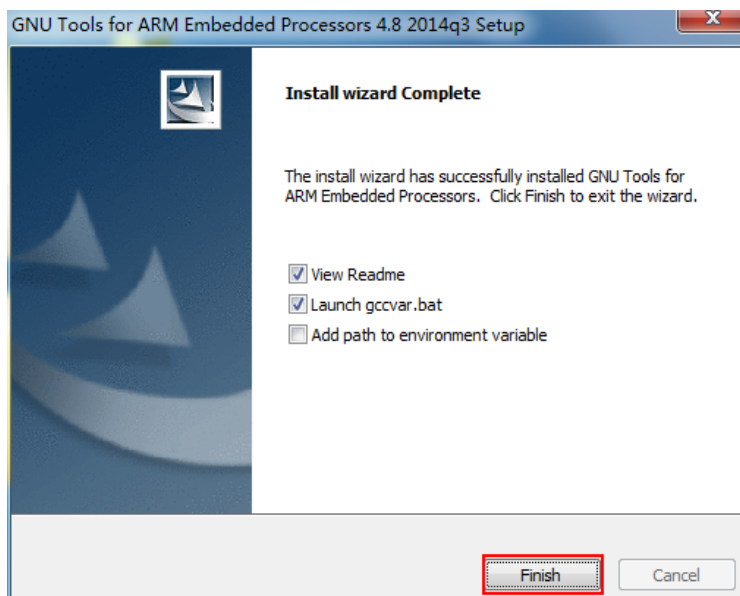 GNU Tools for ARM Embedded Processors 4.8 2014q3 Setup
Install wizard Complete
The install wizard has successfully installed GNU Tools for
ARM Embedded Processors. Click Finish to exit the wizard.
View Readme
Launch gccvar.bat
Add path to environment variable
Finish
Cancel